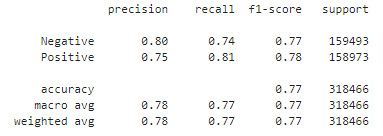 precision recall f1-score support
Negative 0.80 0.74 0.77 159493
Positive 0.75 0.81 0.78 158973
accuracy 0.77 318466
macro avg 0.78 0.77 0.77 318466
weighted avg 0.78 0.77 0.77 318466